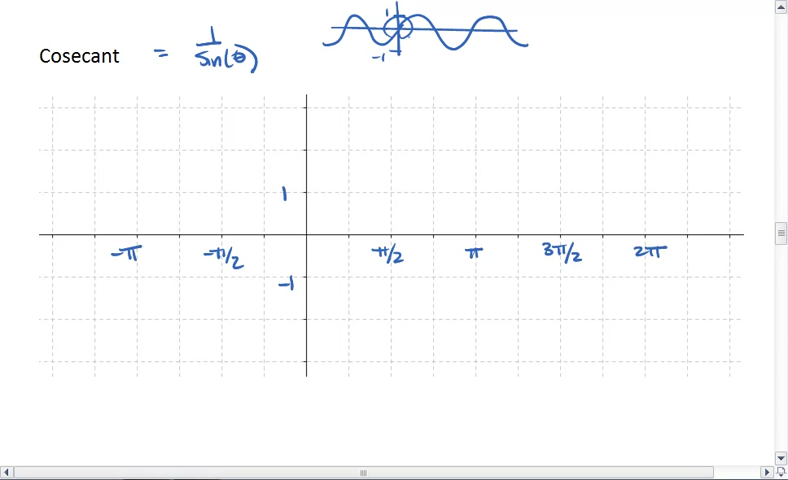 Cosecant = 1/sin(θ)
1
-1
1
-π -π/2 π/2 π 3π/2 2π
-1